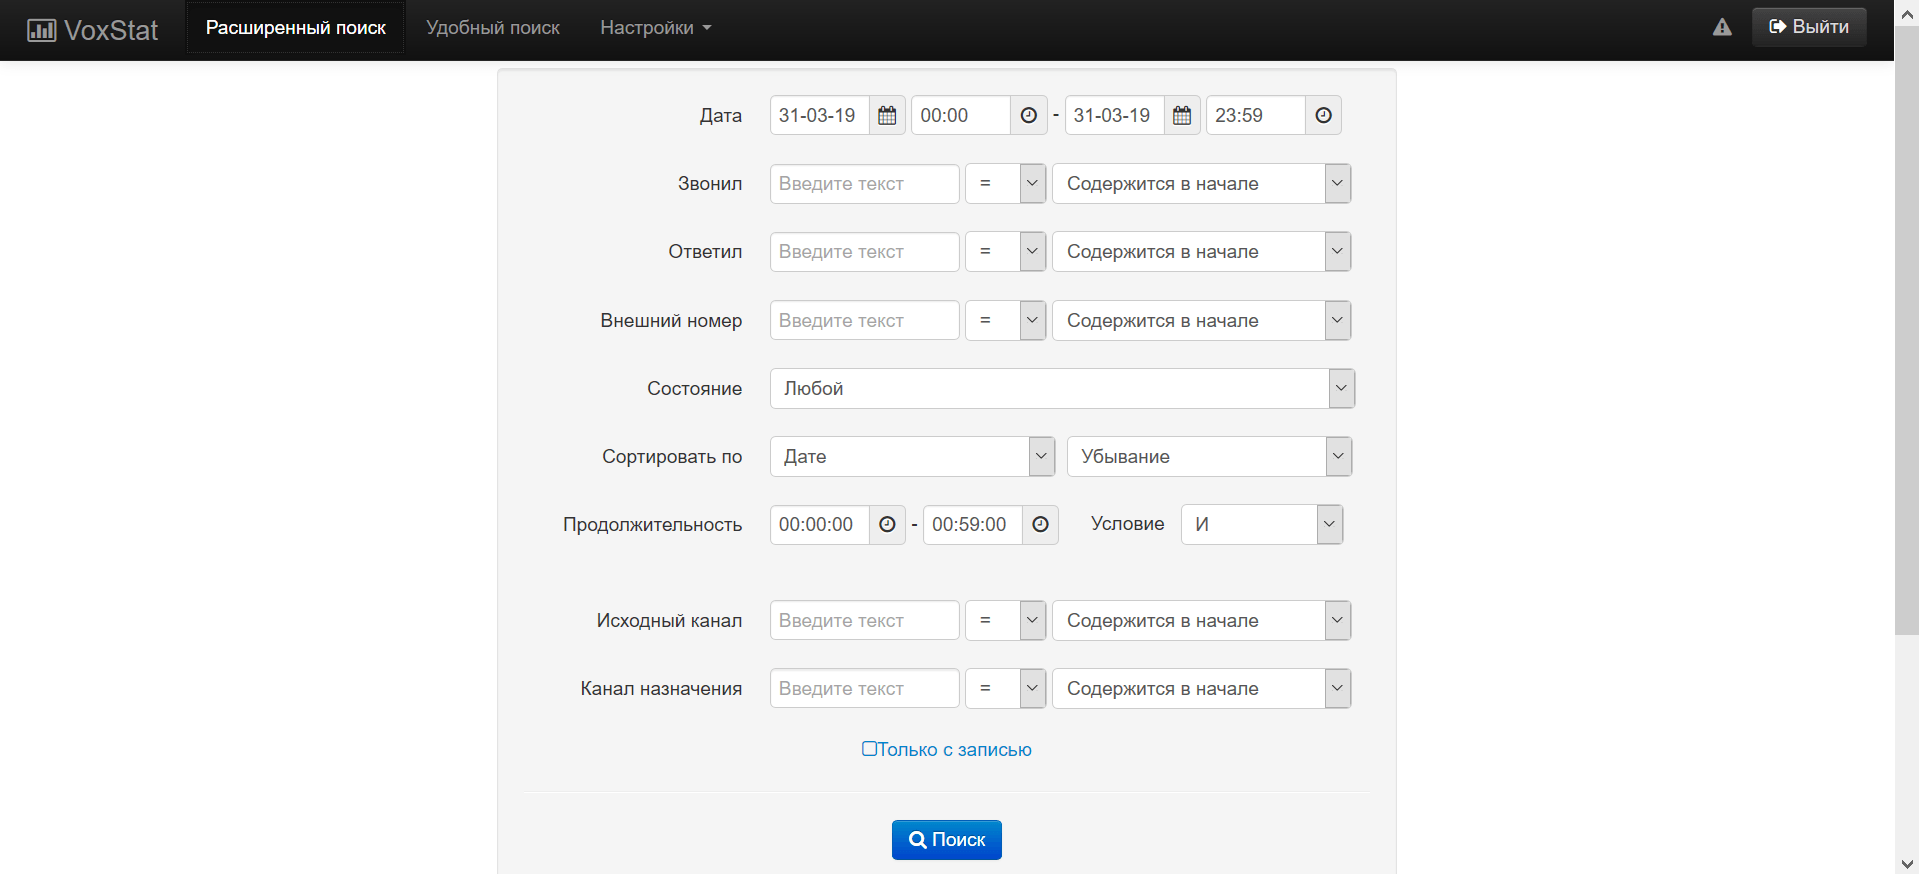 VoxStat Расширенный поиск Удобный поиск Настройки Выйти
Дата 31-03-19 00:00 - 31-03-19 23:59
Звонил Введите текст = Содержится в начале
Ответил Введите текст = Содержится в начале
Внешний номер Введите текст = Содержится в начале
Состояние Любой
Сортировать по Дате Убывание
Продолжительность 00:00:00 - 00:59:00 Условие И
Исходный канал Введите текст = Содержится в начале
Канал назначения Введите текст = Содержится в начале
Только с записью
Поиск